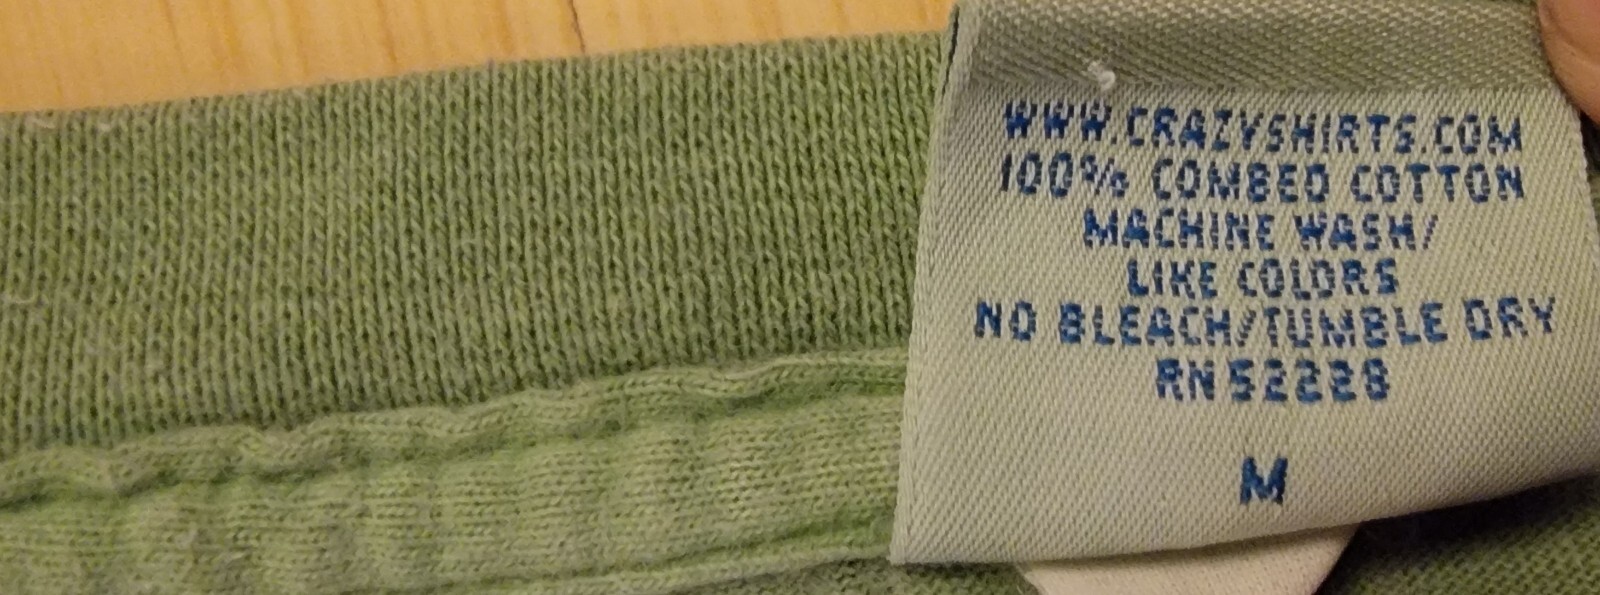 WWW.CRAZYSHIRTS.COM
100% COMBED COTTON
MACHINE WASH/
LIKE COLORS
NO BLEACH/TUMBLE DRY
RN 52228
M